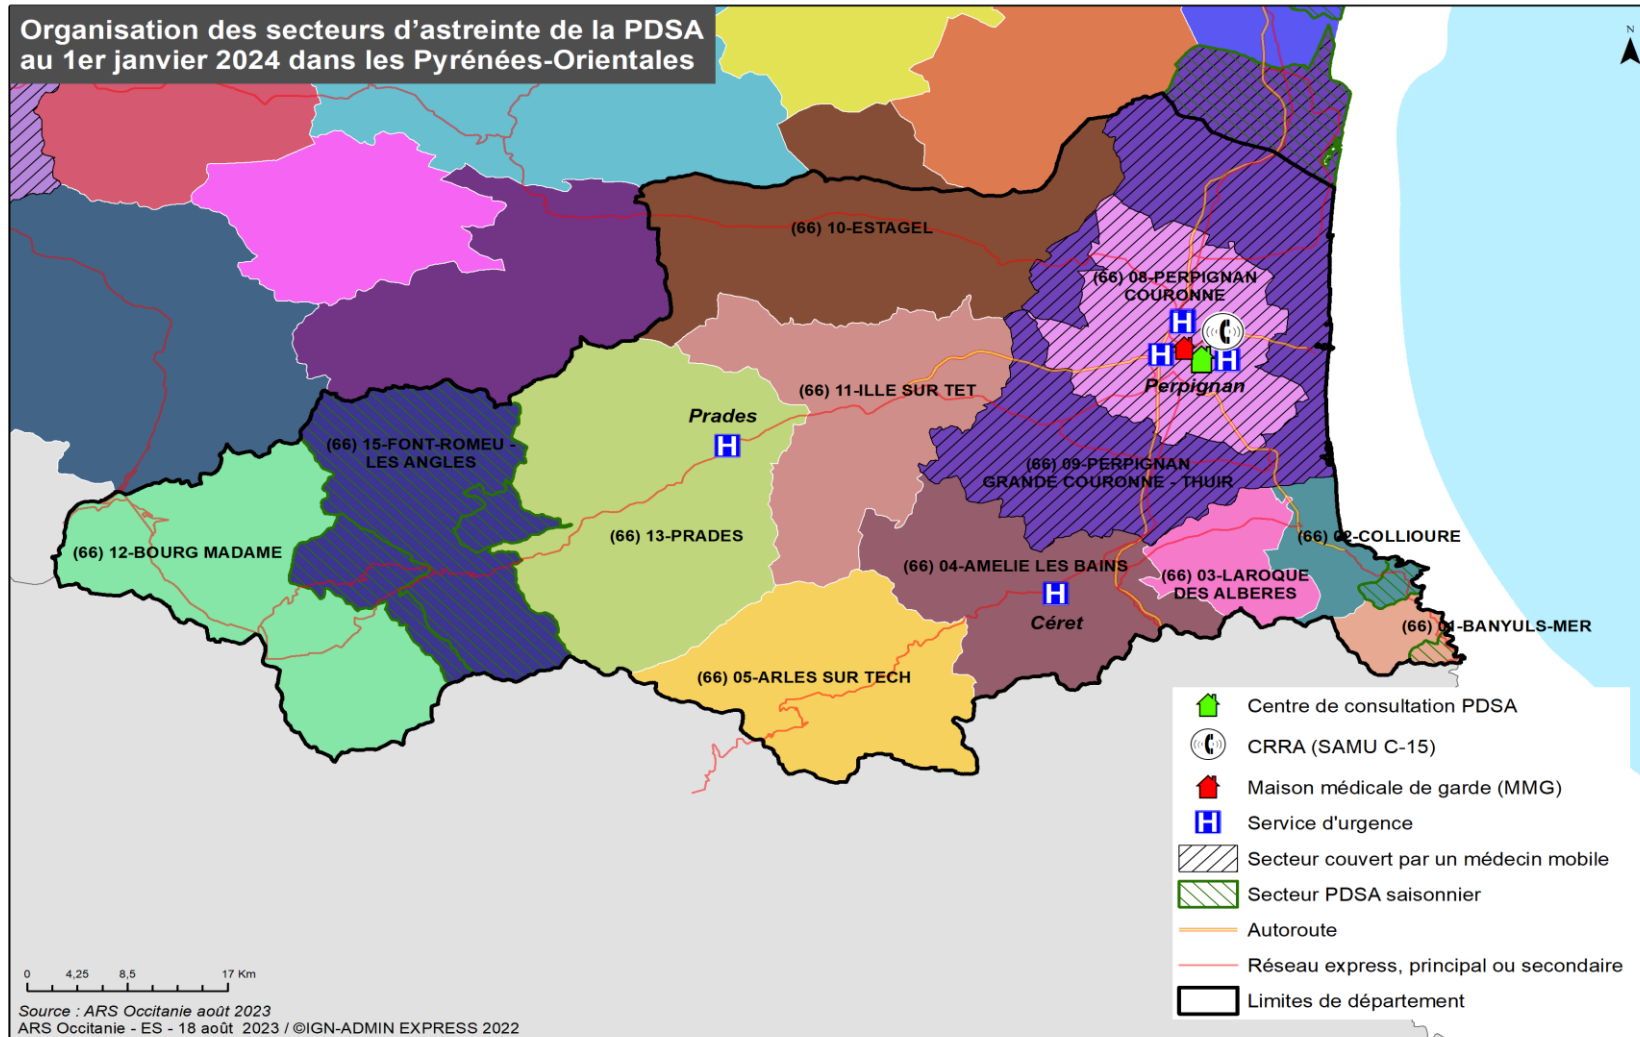 Organisation des secteurs d'astreinte de la PDSA
au 1er janvier 2024 dans les Pyrénées-Orientales
N
(66) 10-ESTAGEL
(66) 08-PERPIGNAN
COURONNE
H
H
H
Perpignan
(66) 11-ILLE SUR TET
Prades
H
(66) 15-FONT-ROMEU -
LES ANGLES
(66) 09-PERPIGNAN
GRANDE COURONNE - THUIR
(66) 12-BOURG MADAME
(66) 13-PRADES
(66) 02-COLLIOURE
(66) 04-AMELIE LES BAINS
(66) 03-LAROQUE
DES ALBERES
H
Céret
(66) 01-BANYULS-MER
(66) 05-ARLES SUR TECH
Centre de consultation PDSA
CRRA (SAMU C-15)
Maison médicale de garde (MMG)
H Service d'urgence
Secteur couvert par un médecin mobile
Secteur PDSA saisonnier
Autoroute
Réseau express, principal ou secondaire
Limites de département
0 4,25 8,5 17 Km
Source : ARS Occitanie août 2023
ARS Occitanie - ES - 18 août 2023 / ©IGN-ADMIN EXPRESS 2022